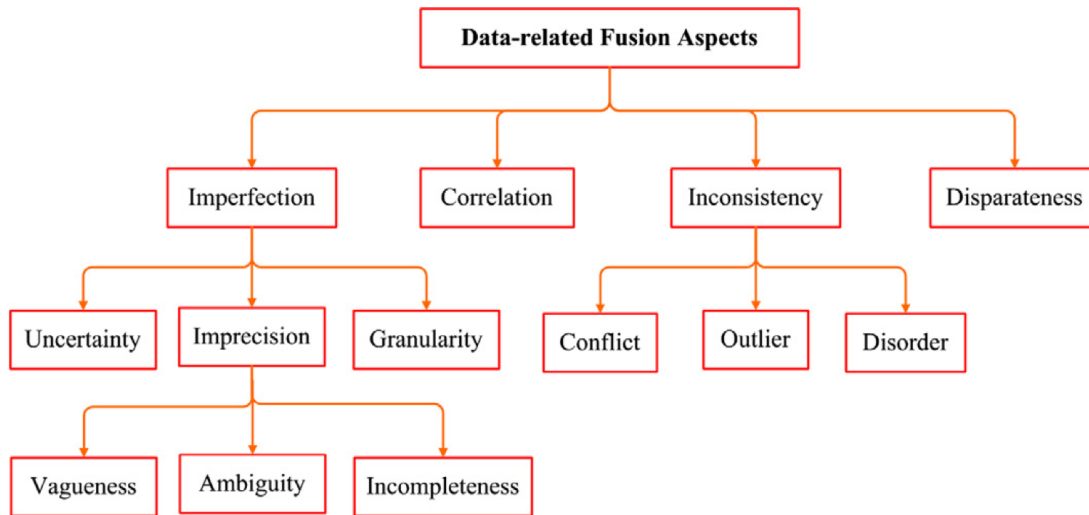 Data-related Fusion Aspects
Imperfection
Correlation
Inconsistency
Disparateness
Uncertainty
Imprecision
Granularity
Conflict
Outlier
Disorder
Vagueness
Ambiguity
Incompleteness